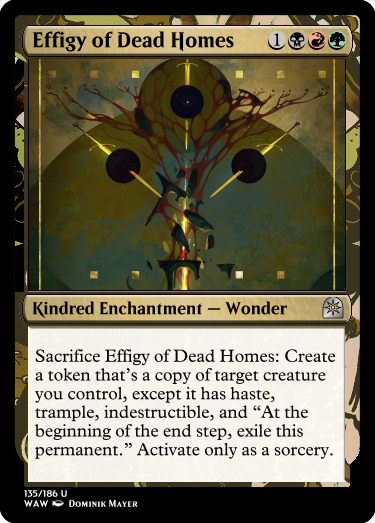 Effigy of Dead Homes 1
Kindred Enchantment — Wonder
Sacrifice Effigy of Dead Homes: Create
a token that's a copy of target creature
you control, except it has haste,
trample, indestructible, and “At the
beginning of the end step, exile this
permanent.” Activate only as a sorcery.
135/186 U
WAW Dominik Mayer